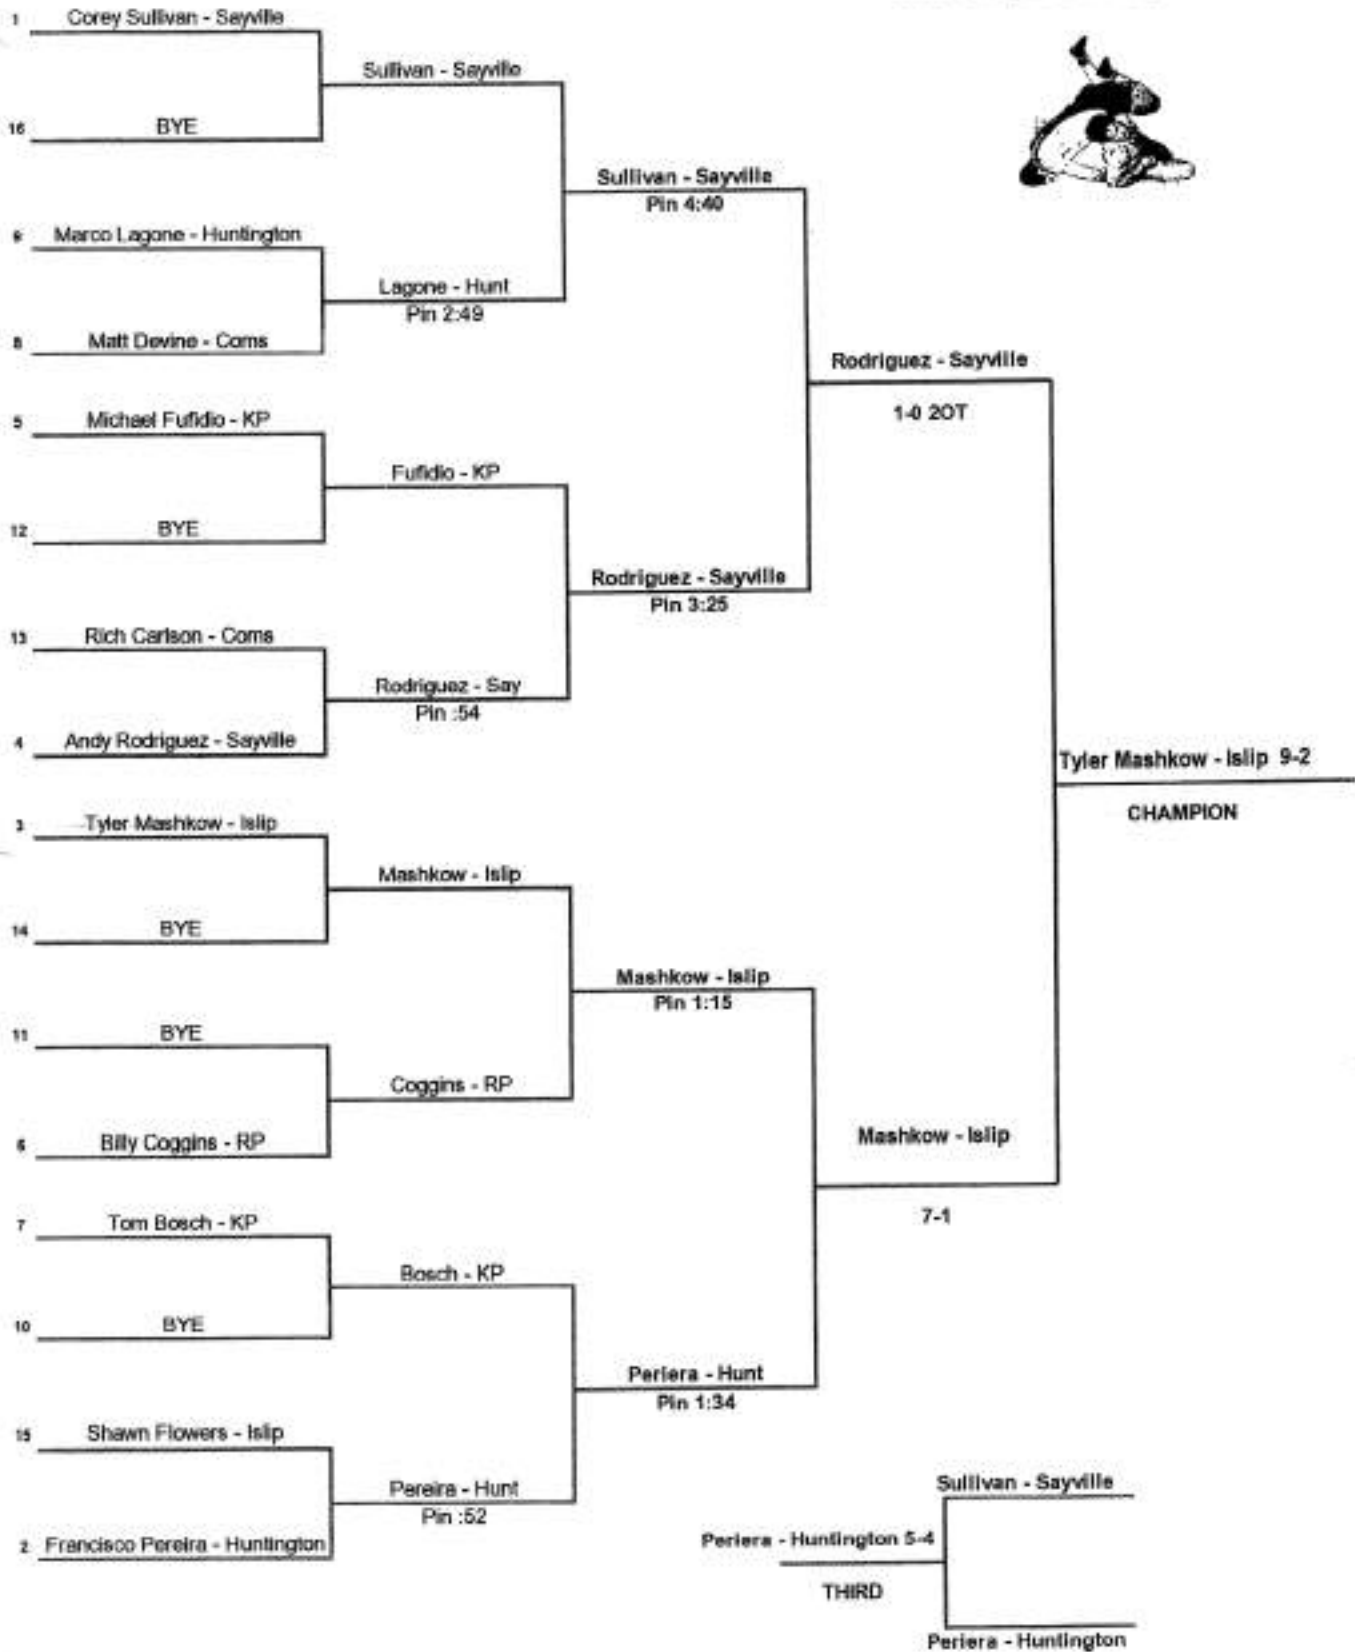 1 Corey Sullivan - Sayville
Sullivan - Sayville
16 BYE
Sullivan - Sayville
Pin 4:40
9 Marco Lagone - Huntington
Lagone - Hunt
Pin 2:49
8 Matt Devine - Coms
Rodriguez - Sayville
1-0 2OT
5 Michael Fufidio - KP
Fufidio - KP
12 BYE
Rodriguez - Sayville
Pin 3:25
13 Rich Carlson - Coms
Rodriguez - Say
Pin :54
4 Andy Rodriguez - Sayville
Tyler Mashkow - Islip 9-2
CHAMPION
3 Tyler Mashkow - Islip
Mashkow - Islip
14 BYE
Mashkow - Islip
Pin 1:15
11 BYE
Coggins - RP
6 Billy Coggins - RP
Mashkow - Islip
7-1
7 Tom Bosch - KP
Bosch - KP
10 BYE
Periera - Hunt
Pin 1:34
15 Shawn Flowers - Islip
Pereira - Hunt
Pin :52
2 Francisco Pereira - Huntington
Sullivan - Sayville
Periera - Huntington 5-4
THIRD
Periera - Huntington